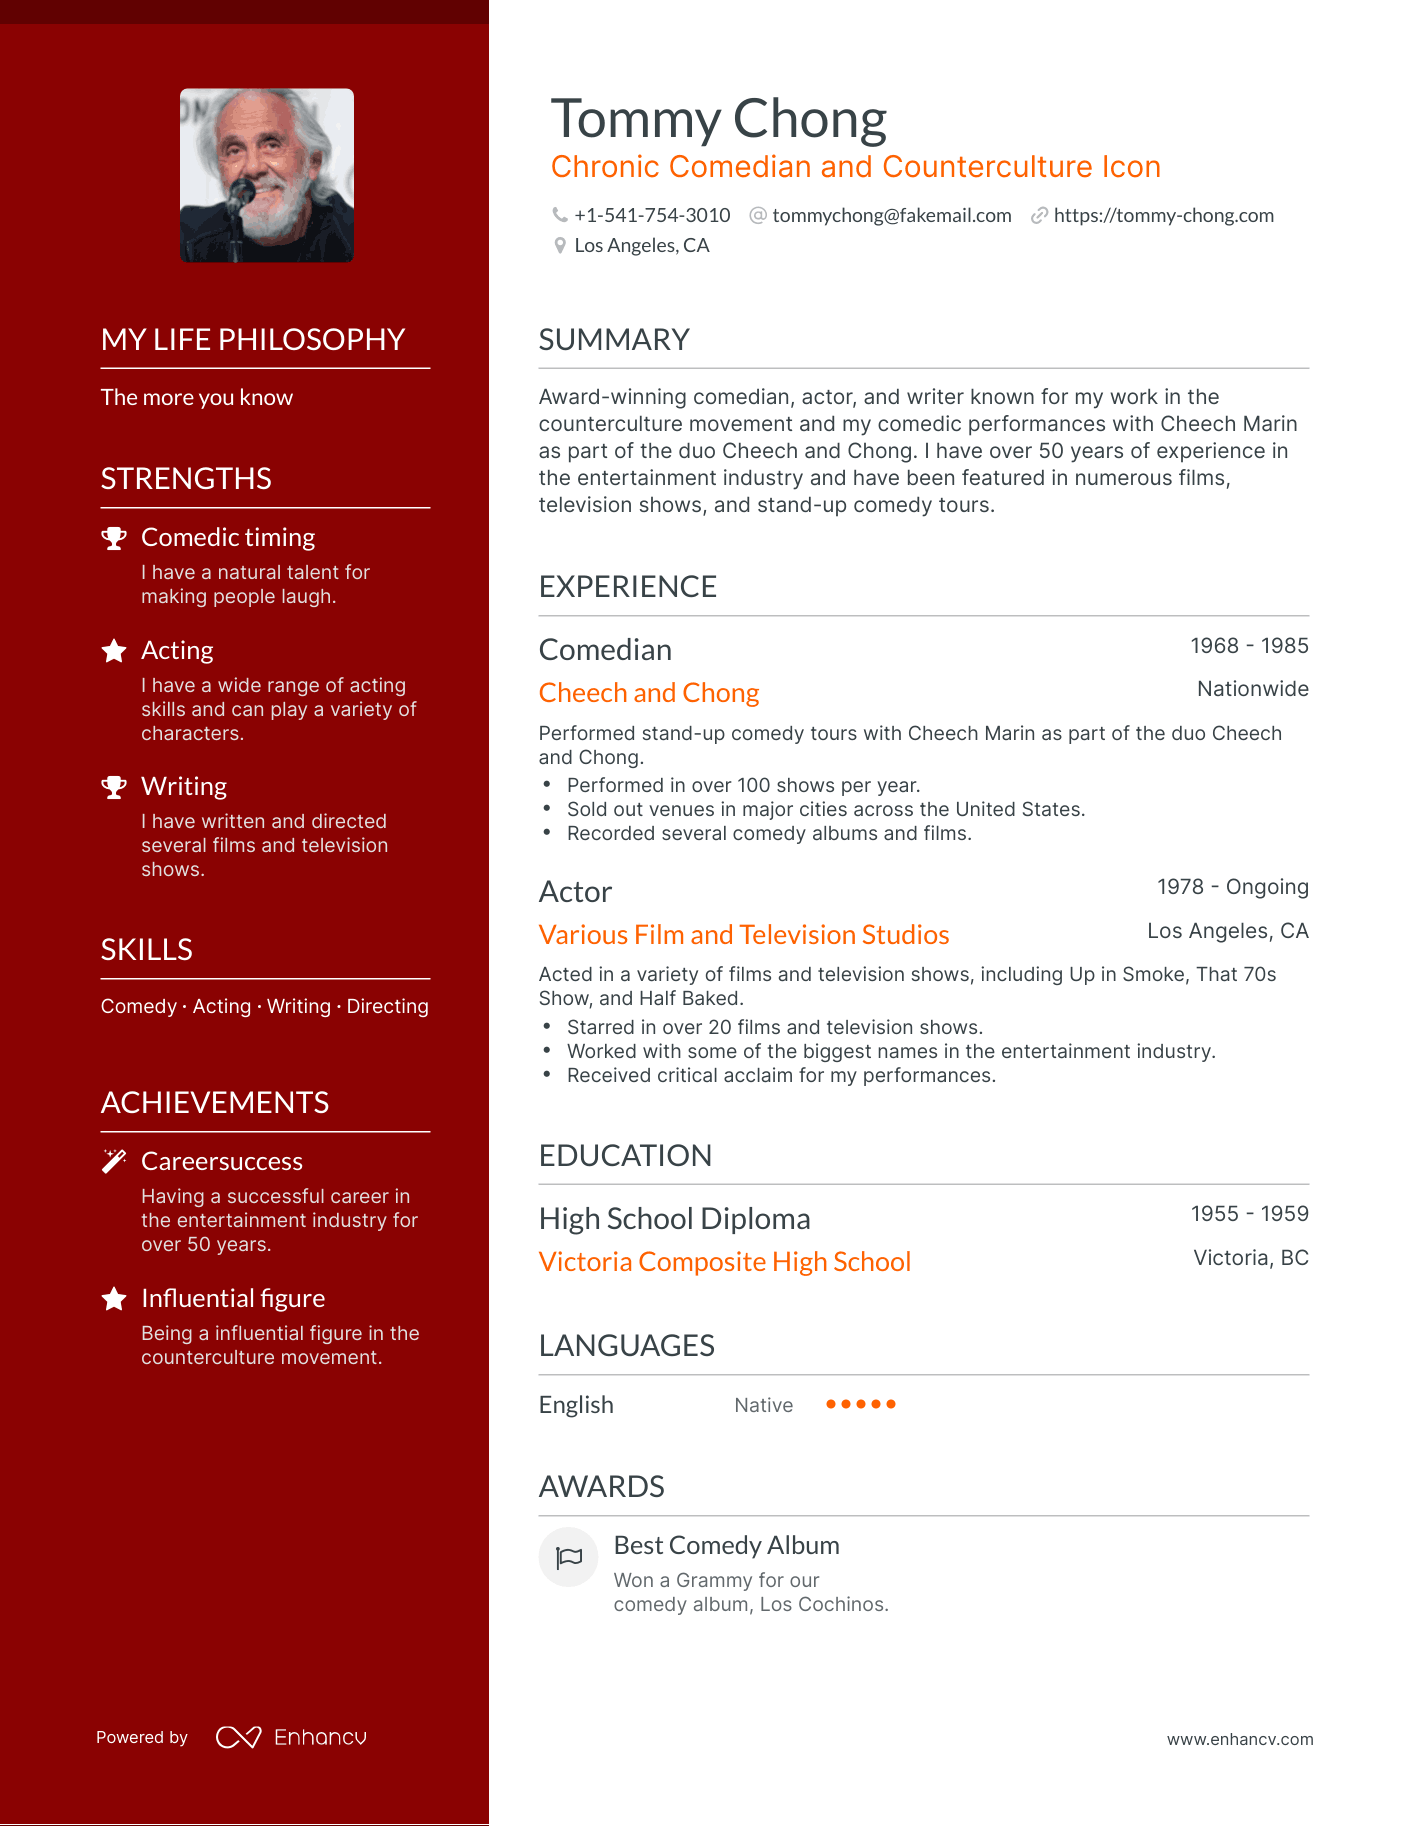 MY LIFE PHILOSOPHY
The more you know
STRENGTHS
Comedic timing
I have a natural talent for
making people laugh.
Acting
I have a wide range of acting
skills and can play a variety of
characters.
Writing
I have written and directed
several films and television
shows.
SKILLS
Comedy · Acting · Writing · Directing
ACHIEVEMENTS
Careersuccess
Having a successful career in
the entertainment industry for
over 50 years.
Influential figure
Being a influential figure in the
counterculture movement.
Powered by Enhancv
Tommy Chong
Chronic Comedian and Counterculture Icon
+1-541-754-3010 tommychong@fakemail.com https://tommy-chong.com
Los Angeles, CA
SUMMARY
Award-winning comedian, actor, and writer known for my work in the
counterculture movement and my comedic performances with Cheech Marin
as part of the duo Cheech and Chong. I have over 50 years of experience in
the entertainment industry and have been featured in numerous films,
television shows, and stand-up comedy tours.
EXPERIENCE
Comedian 1968 - 1985
Cheech and Chong Nationwide
Performed stand-up comedy tours with Cheech Marin as part of the duo Cheech
and Chong.
• Performed in over 100 shows per year.
• Sold out venues in major cities across the United States.
• Recorded several comedy albums and films.
Actor 1978 - Ongoing
Various Film and Television Studios Los Angeles, CA
Acted in a variety of films and television shows, including Up in Smoke, That 70s
Show, and Half Baked.
• Starred in over 20 films and television shows.
• Worked with some of the biggest names in the entertainment industry.
• Received critical acclaim for my performances.
EDUCATION
High School Diploma 1955 - 1959
Victoria Composite High School Victoria, BC
LANGUAGES
English Native
AWARDS
Best Comedy Album
Won a Grammy for our
comedy album, Los Cochinos.
www.enhancv.com